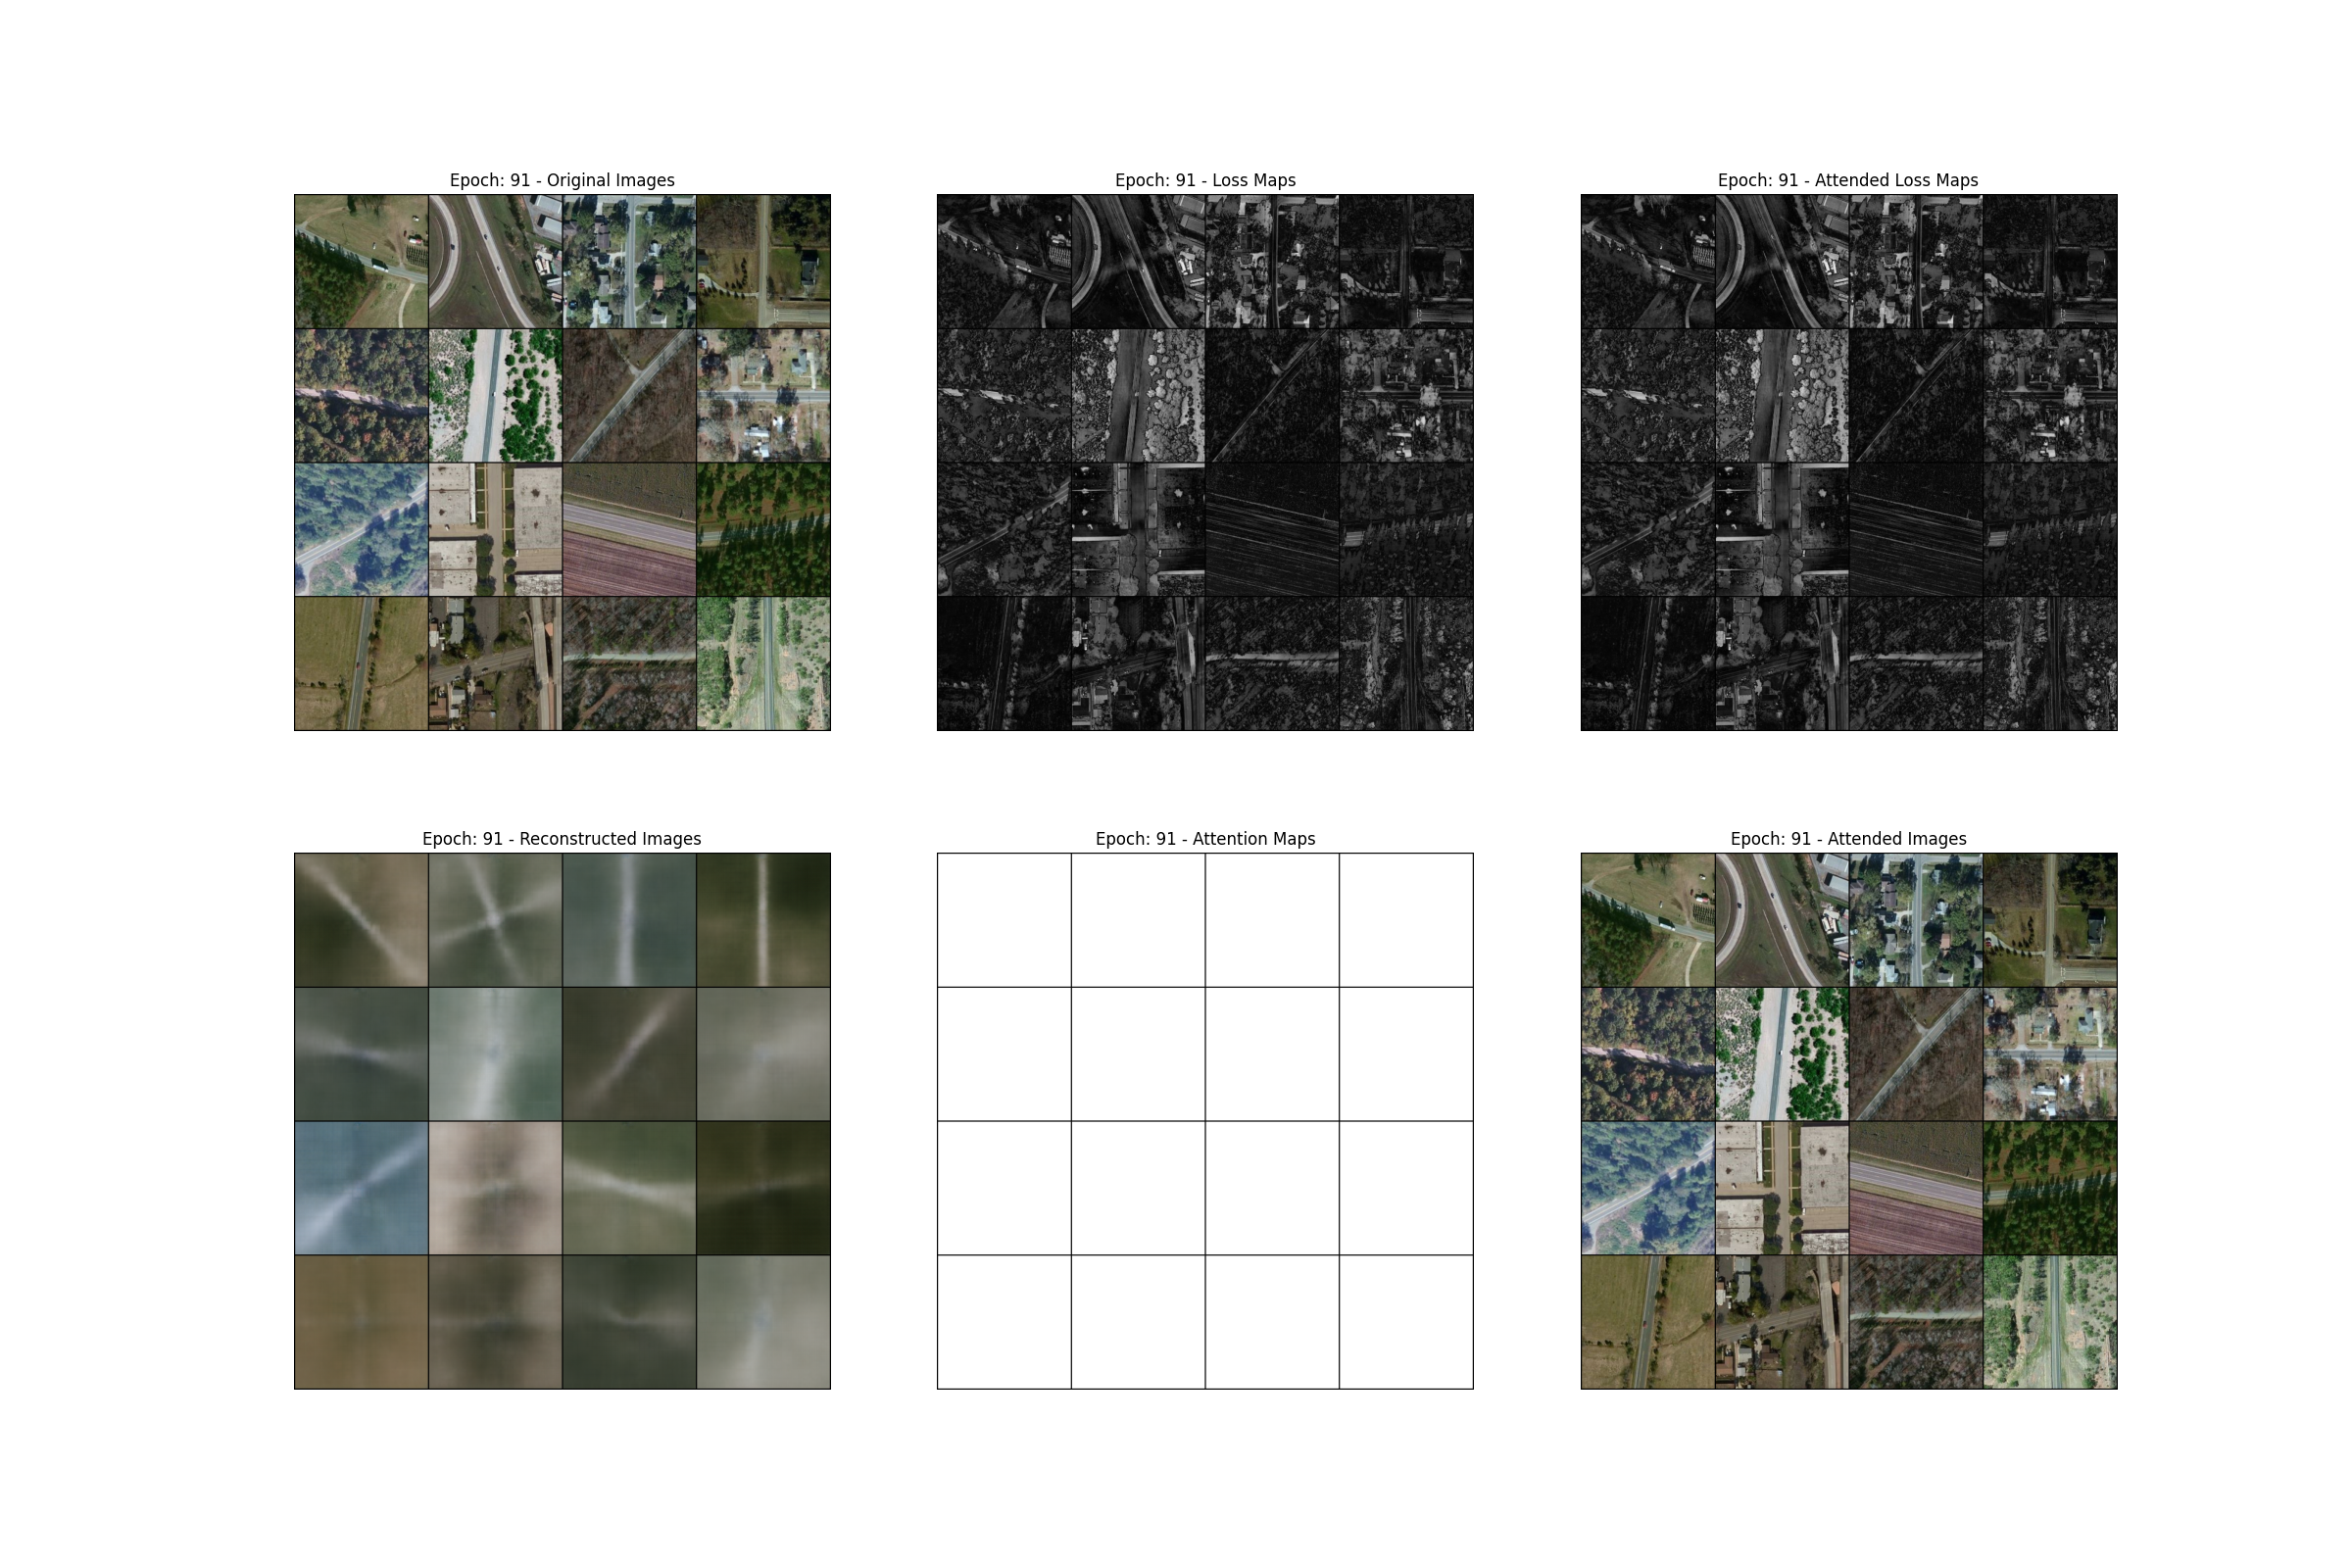 Epoch: 91 - Original Images
Epoch: 91 - Loss Maps
Epoch: 91 - Attended Loss Maps
Epoch: 91 - Reconstructed Images
Epoch: 91 - Attention Maps
Epoch: 91 - Attended Images